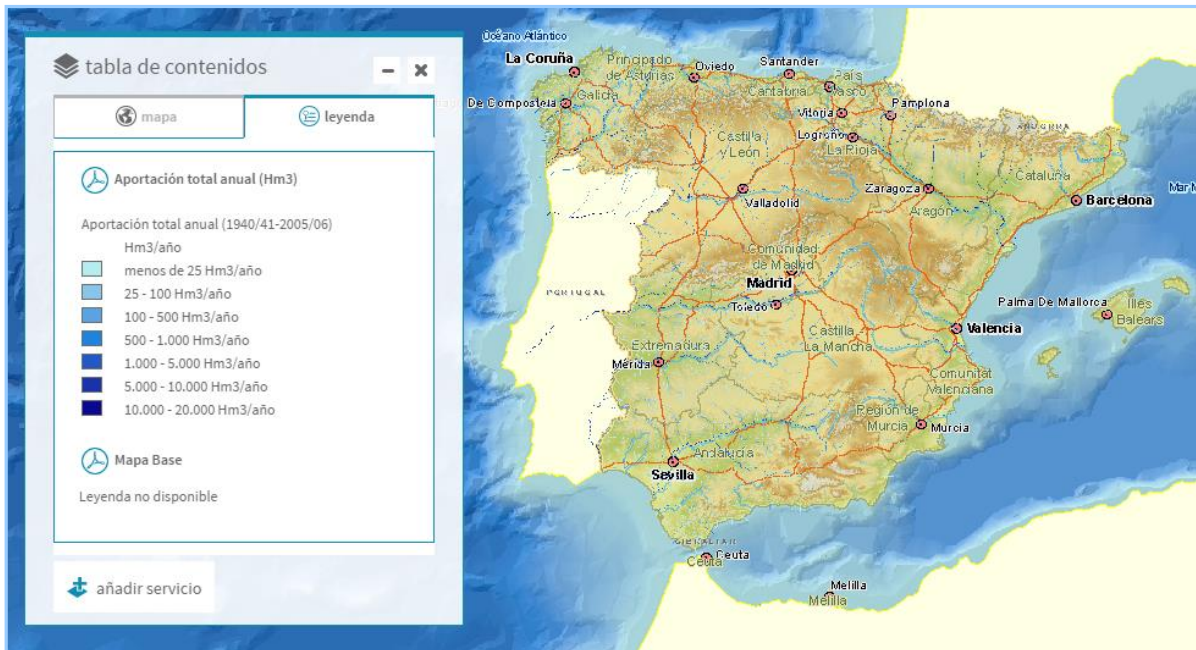 tabla de contenidos
mapa
leyenda
Aportación total anual (Hm3)
Aportación total anual (1940/41-2005/06)
Hm3/año
menos de 25 Hm3/año
25 - 100 Hm3/año
100 - 500 Hm3/año
500 - 1.000 Hm3/año
1.000 - 5.000 Hm3/año
5.000 - 10.000 Hm3/año
10.000 - 20.000 Hm3/año
Mapa Base
Leyenda no disponible
añadir servicio
Océano Atlántico
La Coruña
Principado
de Asturias
Oviedo
Santander
Cantabria
País
Vasco
De Compostela
Galicia
Vitoria
Pamplona
Logroño
La Rioja
ANDORRA
Castilla
y León
Cataluña
Zaragoza
Aragón
Barcelona
Mar M
Valladolid
Comunidad
de Madrid
Madrid
PORTUGAL
Toledo
Palma De Mallorca
Illes
Balears
Valencia
Castilla
La Mancha
Extremadura
Mérida
Comunitat
Valenciana
Región de
Murcia
Murcia
Andalucía
Sevilla
GIBRALTAR
Ceuta
Ceuta
Melilla
Melilla